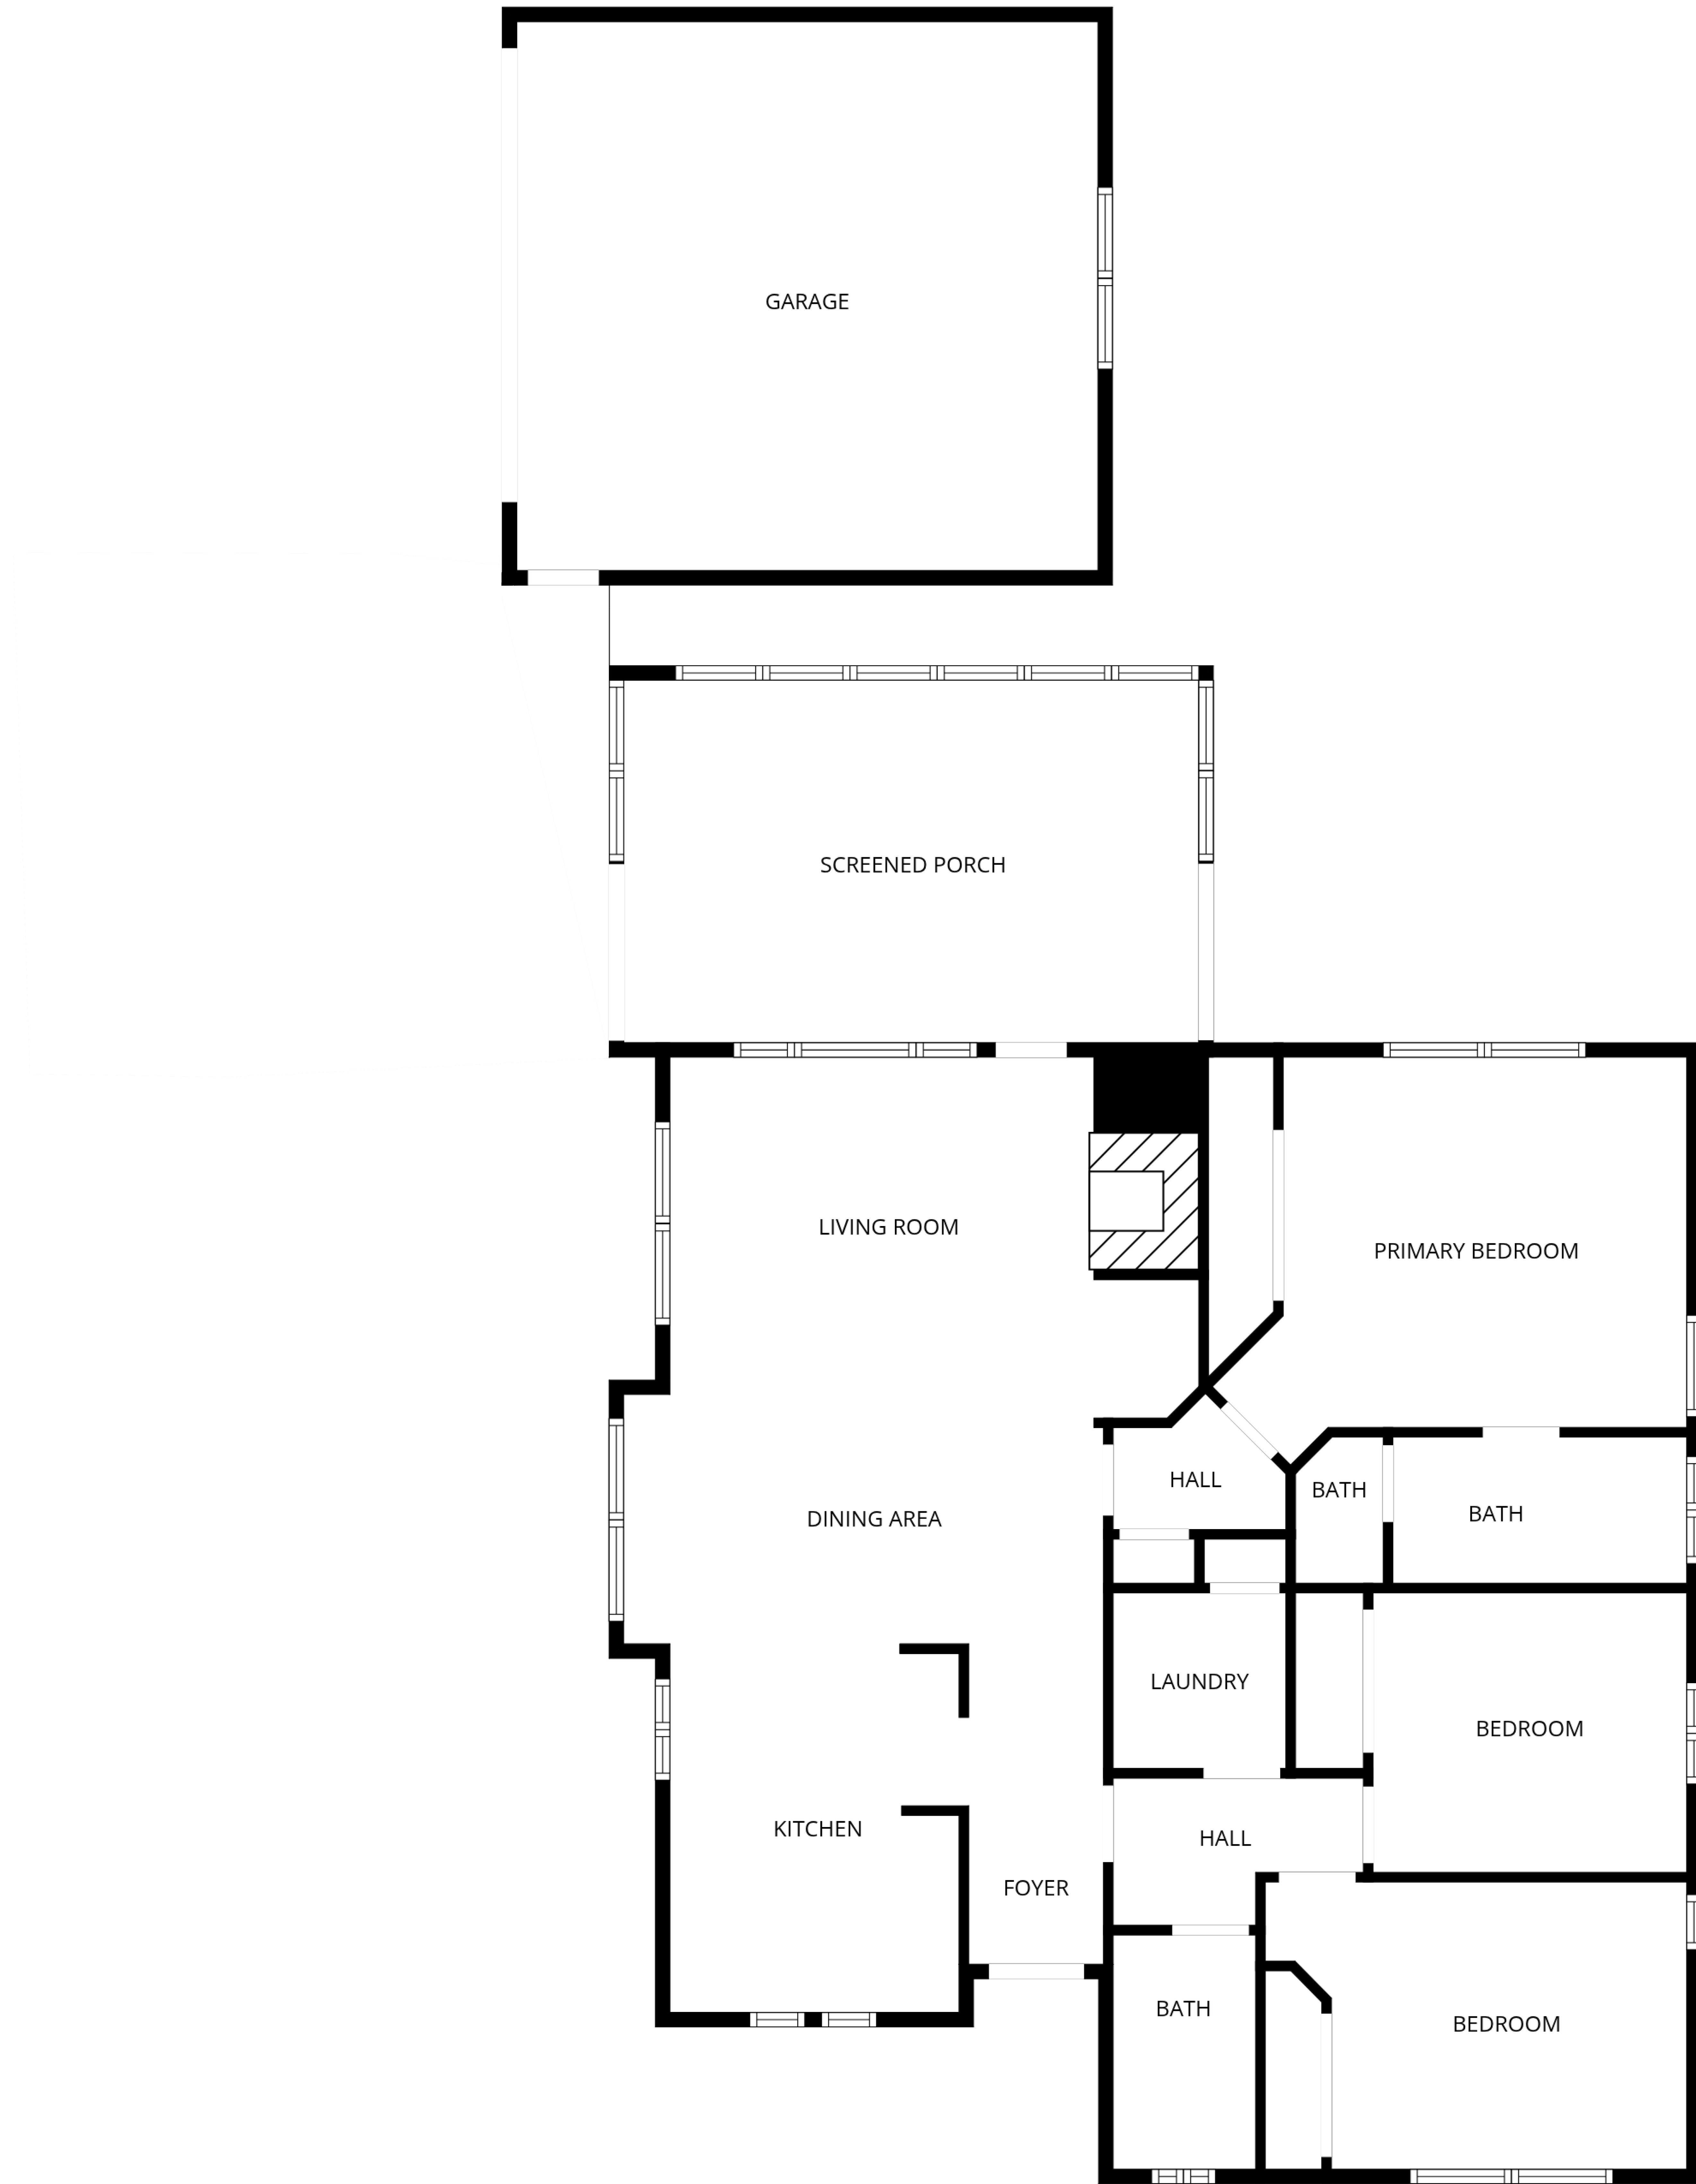 GARAGE
SCREENED PORCH
LIVING ROOM
PRIMARY BEDROOM
HALL
BATH
BATH
DINING AREA
LAUNDRY
BEDROOM
KITCHEN
HALL
FOYER
BATH
BEDROOM